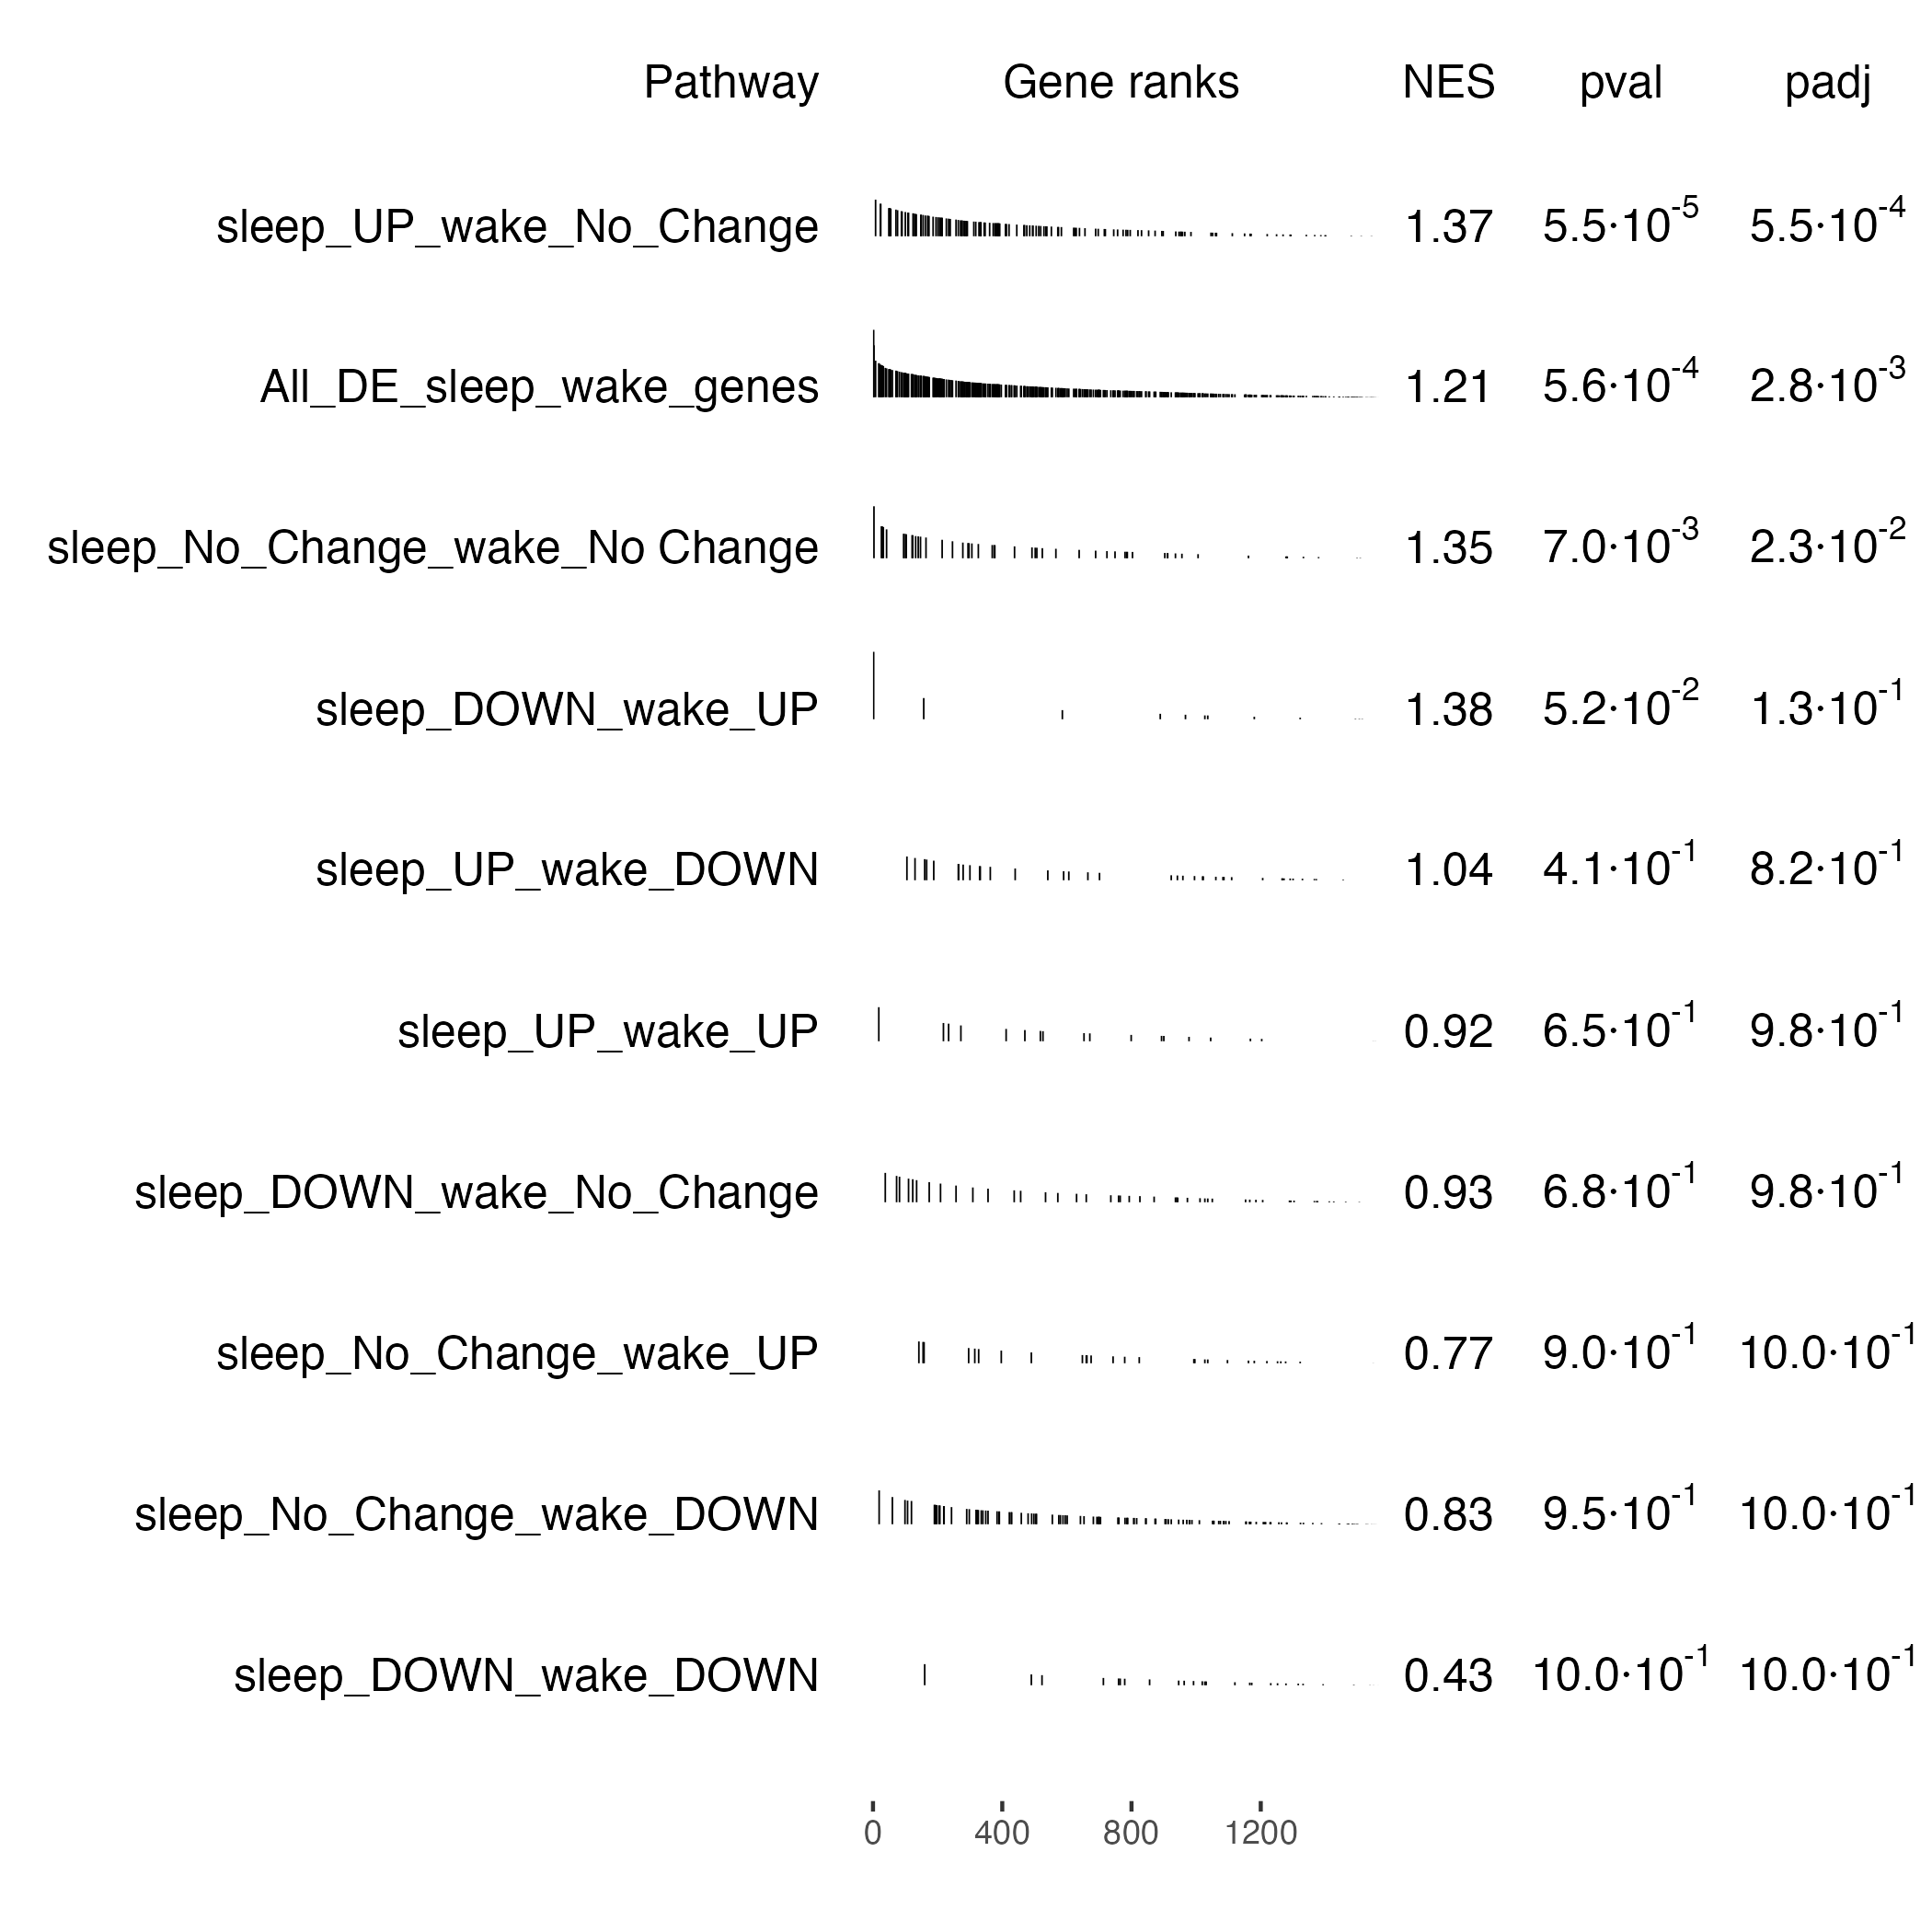 Pathway Gene ranks NES pval padj
sleep_UP_wake_No_Change 1.37 5.5·10⁻⁵ 5.5·10⁻⁴
All_DE_sleep_wake_genes 1.21 5.6·10⁻⁴ 2.8·10⁻³
sleep_No_Change_wake_No Change 1.35 7.0·10⁻³ 2.3·10⁻²
sleep_DOWN_wake_UP 1.38 5.2·10⁻² 1.3·10⁻¹
sleep_UP_wake_DOWN 1.04 4.1·10⁻¹ 8.2·10⁻¹
sleep_UP_wake_UP 0.92 6.5·10⁻¹ 9.8·10⁻¹
sleep_DOWN_wake_No_Change 0.93 6.8·10⁻¹ 9.8·10⁻¹
sleep_No_Change_wake_UP 0.77 9.0·10⁻¹ 10.0·10⁻¹
sleep_No_Change_wake_DOWN 0.83 9.5·10⁻¹ 10.0·10⁻¹
sleep_DOWN_wake_DOWN 0.43 10.0·10⁻¹ 10.0·10⁻¹
0 400 800 1200